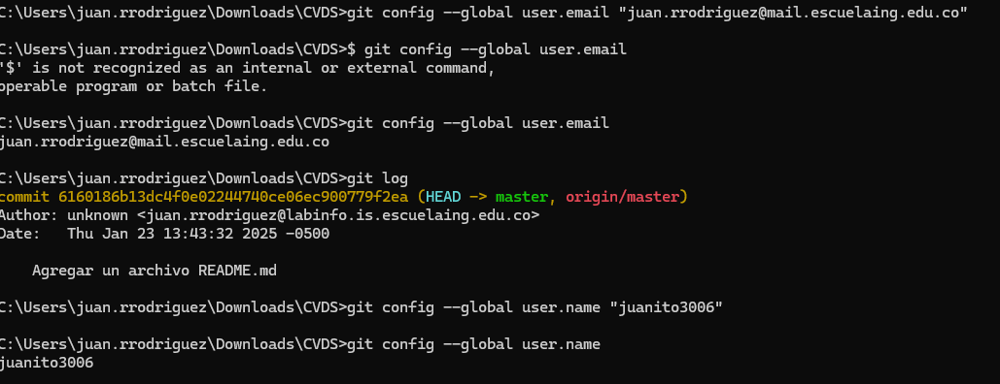 C:\Users\juan.rrodriguez\Downloads\CVDS>git config --global user.email "juan.rrodriguez@mail.escuelaing.edu.co"
C:\Users\juan.rrodriguez\Downloads\CVDS>$ git config --global user.email
'$' is not recognized as an internal or external command,
operable program or batch file.
C:\Users\juan.rrodriguez\Downloads\CVDS>git config --global user.email
juan.rrodriguez@mail.escuelaing.edu.co
C:\Users\juan.rrodriguez\Downloads\CVDS>git log
commit 6160186b13dc4f0e02244740ce06ec900779f2ea (HEAD -> master, origin/master)
Author: unknown <juan.rrodriguez@labinfo.is.escuelaing.edu.co>
Date:   Thu Jan 23 13:43:32 2025 -0500
    Agregar un archivo README.md
C:\Users\juan.rrodriguez\Downloads\CVDS>git config --global user.name "juanito3006"
C:\Users\juan.rrodriguez\Downloads\CVDS>git config --global user.name
juanito3006